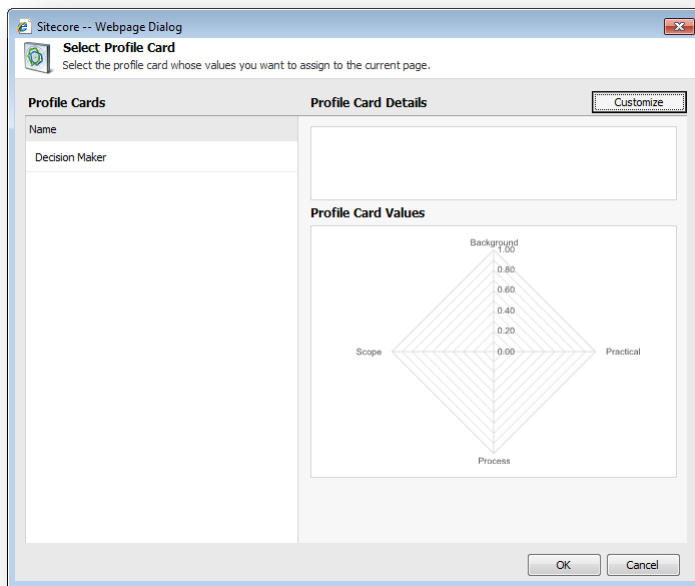 Sitecore -- Webpage Dialog
Select Profile Card
Select the profile card whose values you want to assign to the current page.
Profile Cards
Profile Card Details
Customize
Name
Decision Maker
Profile Card Values
Background
1.00
0.80
0.60
0.40
0.20
Scope
0.00
Practical
Process
OK
Cancel